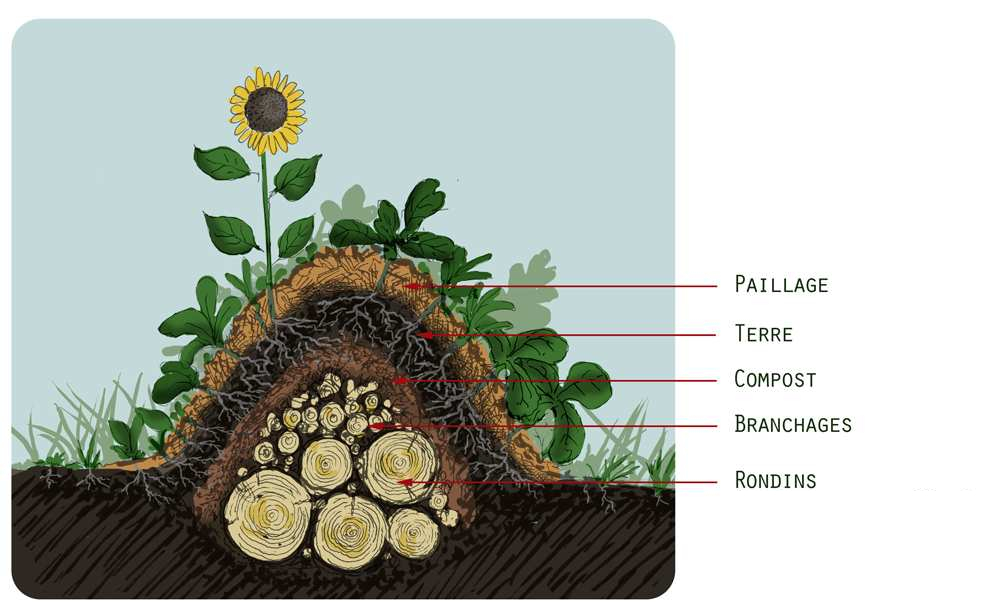 PAILLAGE
TERRE
COMPOST
BRANCHAGES
RONDINS